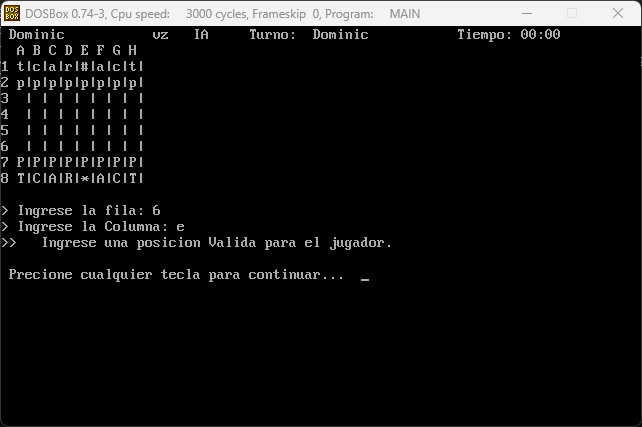 DOS BOX DOSBox 0.74-3, Cpu speed: 3000 cycles, Frameskip 0, Program: MAIN
Dominic vz IA Turno: Dominic Tiempo: 00:00
A B C D E F G H
1 t|c|a|r|#|a|c|t|
2 p|p|p|p|p|p|p|p|
3 | | | | | | | |
4 | | | | | | | |
5 | | | | | | | |
6 | | | | | | | |
7 P|P|P|P|P|P|P|P|
8 T|C|A|R|*|A|C|T|
> Ingrese la fila: 6
> Ingrese la Columna: e
>> Ingrese una posicion Valida para el jugador.
Precione cualquier tecla para continuar... _